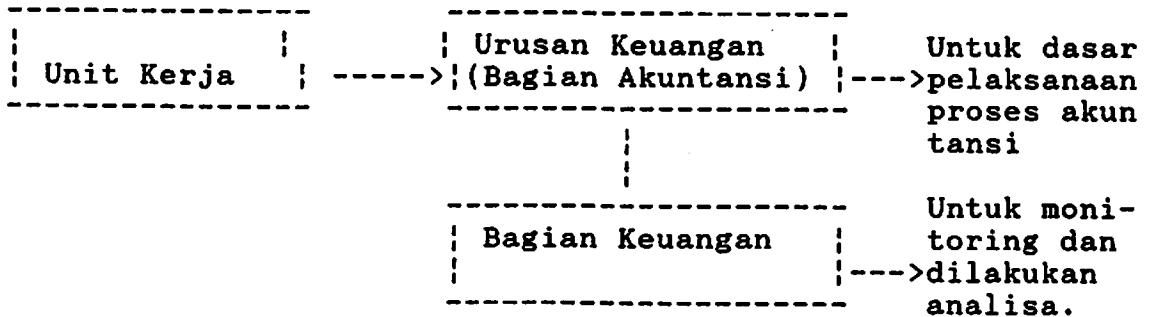 Unit Kerja
Urusan Keuangan
(Bagian Akuntansi)
Untuk dasar
pelaksanaan
proses akun
tansi
Bagian Keuangan
Untuk moni-
toring dan
dilakukan
analisa.